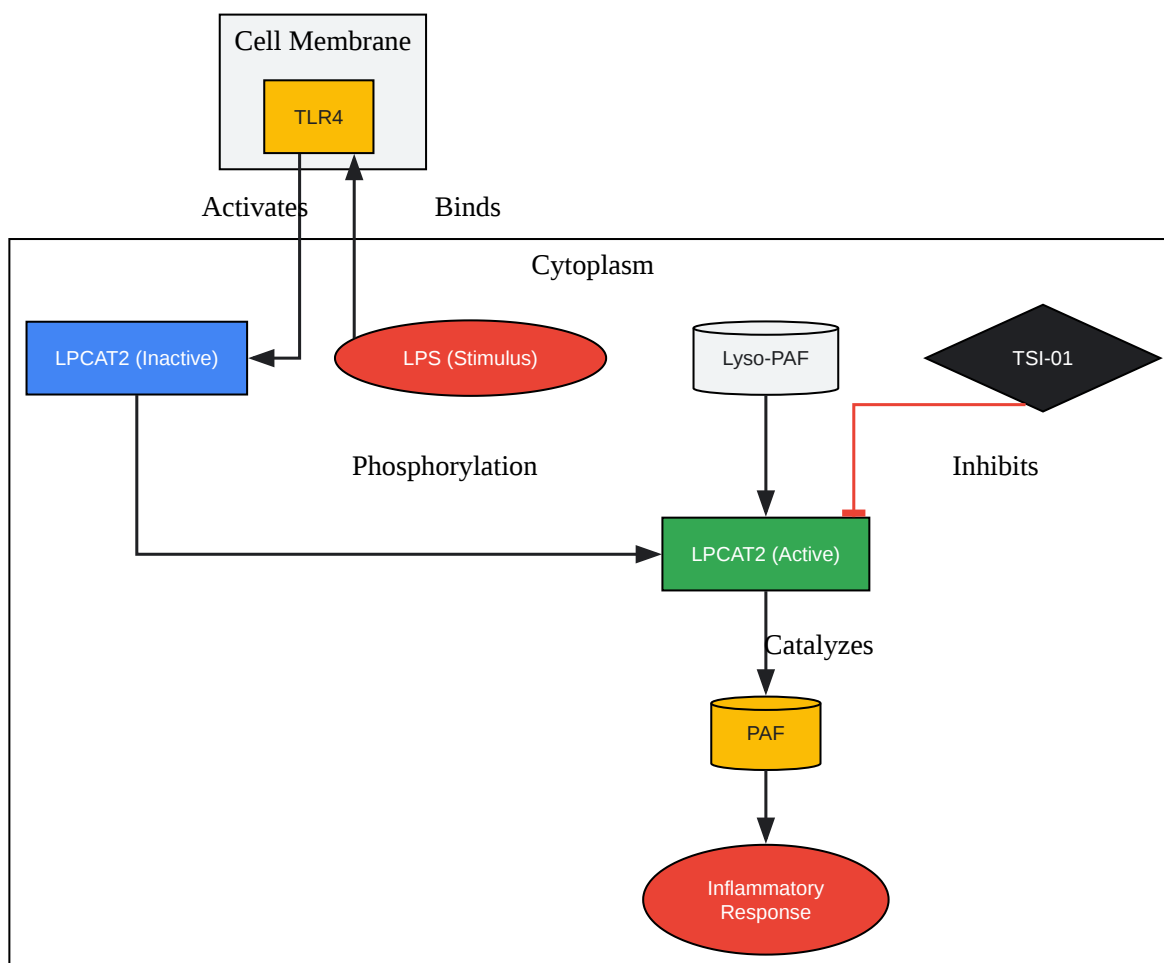 Cell Membrane
TLR4
Activates
Binds
Cytoplasm
LPCAT2 (Inactive)
LPS (Stimulus)
Lyso-PAF
TSI-01
Phosphorylation
Inhibits
LPCAT2 (Active)
Catalyzes
PAF
Inflammatory
Response